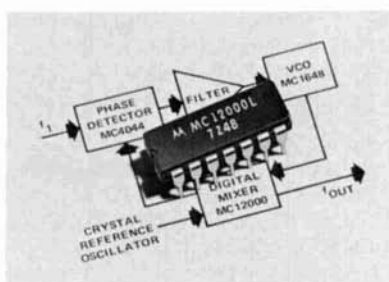 PHASE
DETECTOR
MC4044
FILTER
VCO
MC1648
f1
MC12000L
7248
DIGITAL
MIXER
MC12000
fOUT
CRYSTAL
REFERENCE
OSCILLATOR